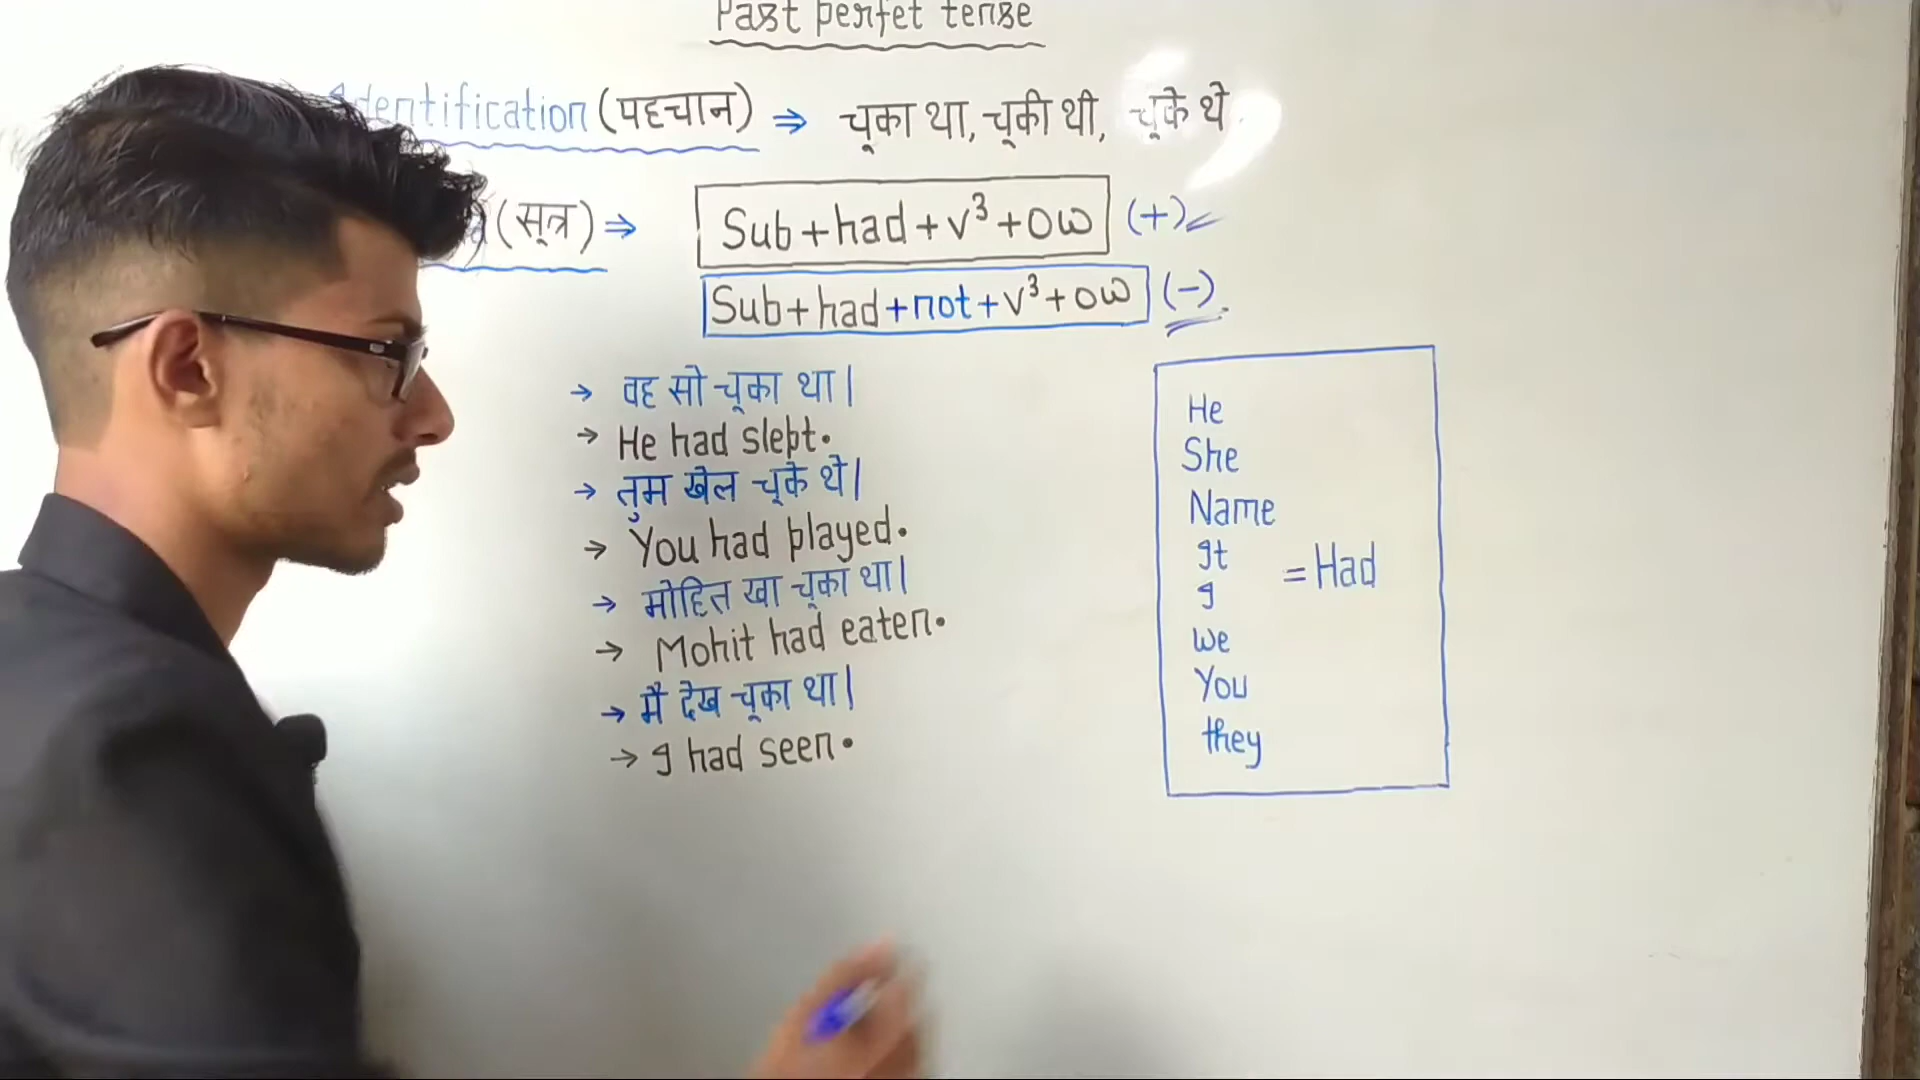 Past perfet tense
Identification (पहचान) ⇒ चूका था, चूकी थी, चूके थे
(सूत्र) ⇒ Sub+had+v³+ow (+)
Sub+had+not+v³+ow (-)
→ वह सो चूका था|
→ He had slept.
→ तुम खेल चूके थे|
→ You had played.
→ मोहित खा चूका था|
→ Mohit had eaten.
→ मै देख चूका था|
→ I had seen.
He
She
Name
It
I
= Had
we
You
they